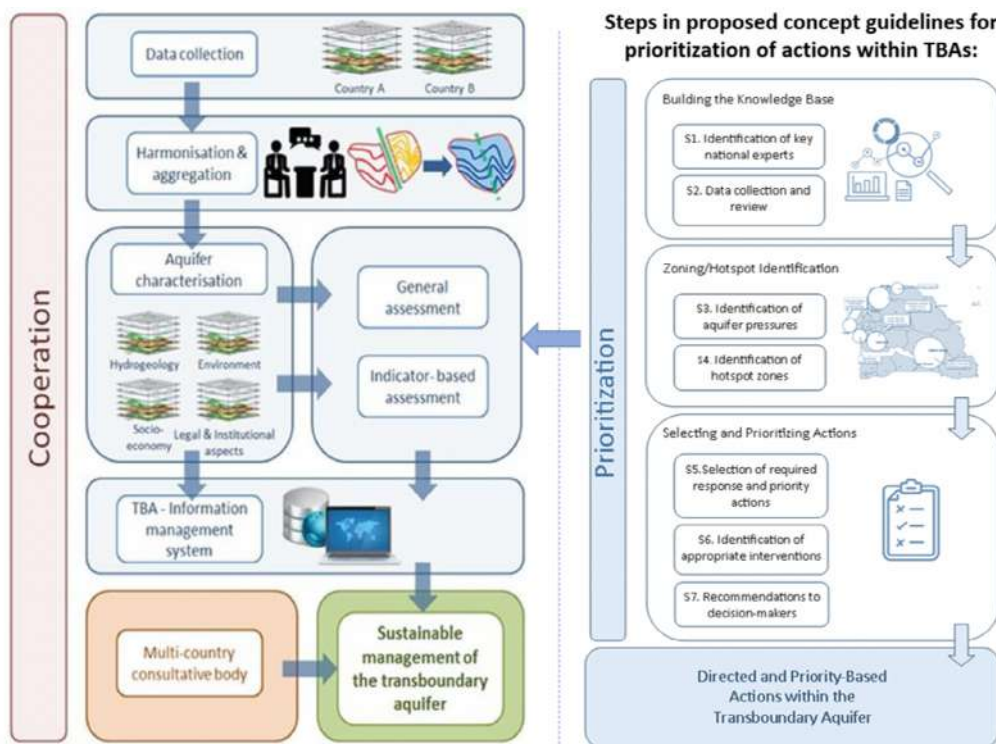 Cooperation
Data collection
Country A
Country B
Harmonisation &
aggregation
Aquifer
characterisation
Hydrogeology
Environment
Socio-
economy
Legal & Institutional
aspects
General
assessment
Indicator-based
assessment
TBA - Information
management
system
Multi-country
consultative body
Sustainable
management of
the transboundary
aquifer
Steps in proposed concept guidelines for
prioritization of actions within TBAs:
Prioritization
Building the Knowledge Base
S1. Identification of key
national experts
S2. Data collection and
review
Zoning/Hotspot Identification
S3. Identification of
aquifer pressures
S4. Identification of
hotspot zones
Selecting and Prioritizing Actions
S5.Selection of required
response and priority
actions
S6. Identification of
appropriate interventions
S7. Recommendations to
decision-makers
Directed and Priority-Based
Actions within the
Transboundary Aquifer